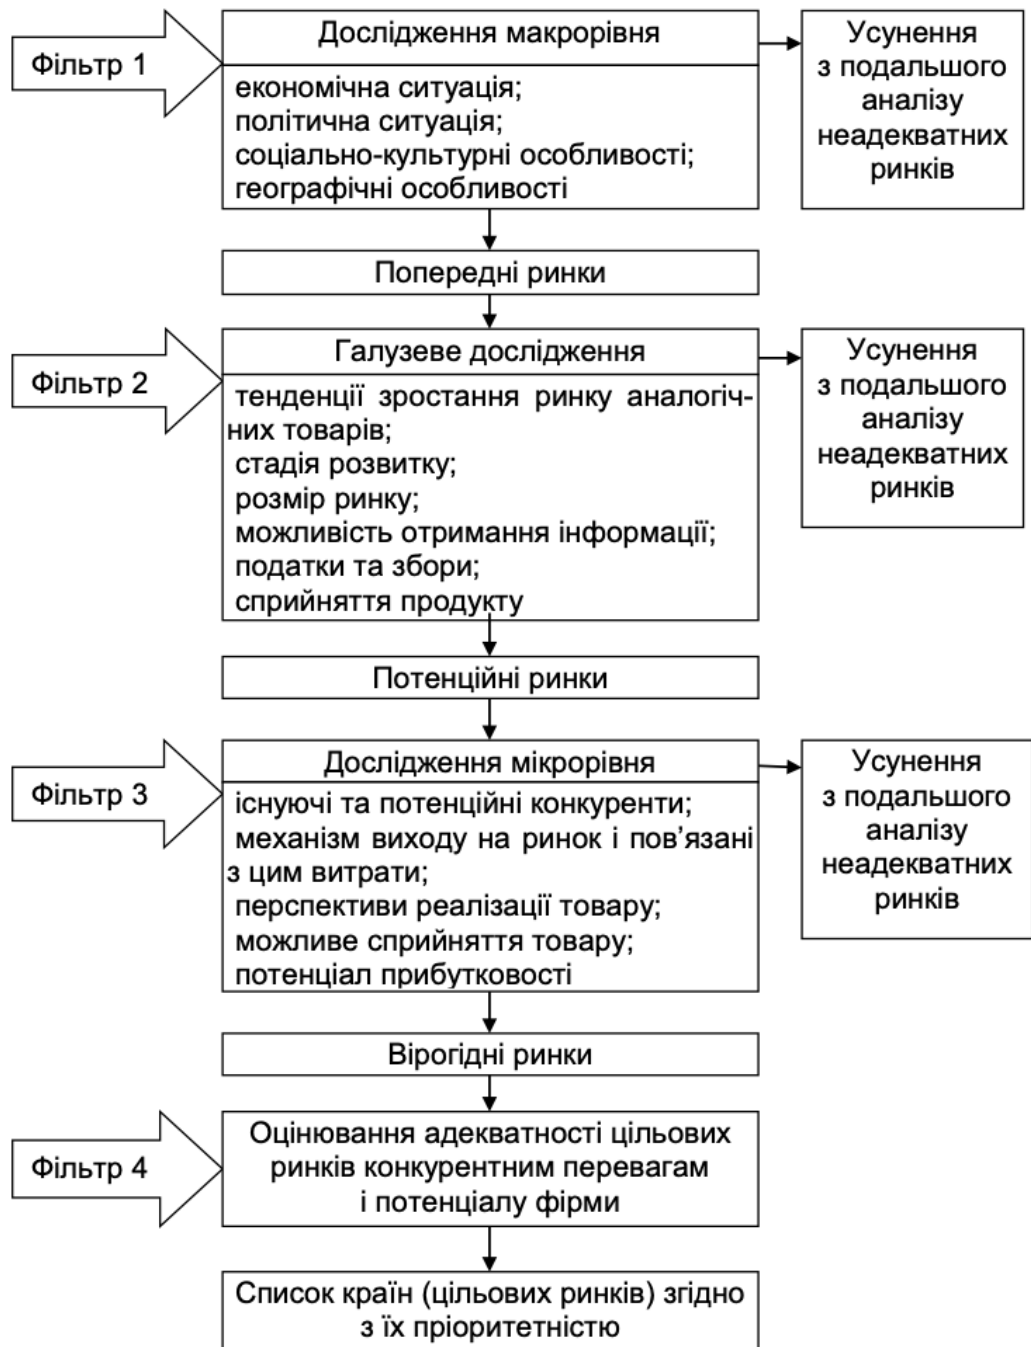 Фільтр 1
Дослідження макрорівня
економічна ситуація;
політична ситуація;
соціально-культурні особливості;
географічні особливості
Усунення
з подальшого
аналізу
неадекватних
ринків
Попередні ринки
Фільтр 2
Галузеве дослідження
тенденції зростання ринку аналогіч-
них товарів;
стадія розвитку;
розмір ринку;
можливість отримання інформації;
податки та збори;
сприйняття продукту
Усунення
з подальшого
аналізу
неадекватних
ринків
Потенційні ринки
Фільтр 3
Дослідження мікрорівня
існуючі та потенційні конкуренти;
механізм виходу на ринок і пов’язані
з цим витрати;
перспективи реалізації товару;
можливе сприйняття товару;
потенціал прибутковості
Усунення
з подальшого
аналізу
неадекватних
ринків
Вірогідні ринки
Фільтр 4
Оцінювання адекватності цільових
ринків конкурентним перевагам
і потенціалу фірми
Список країн (цільових ринків) згідно
з їх пріоритетністю